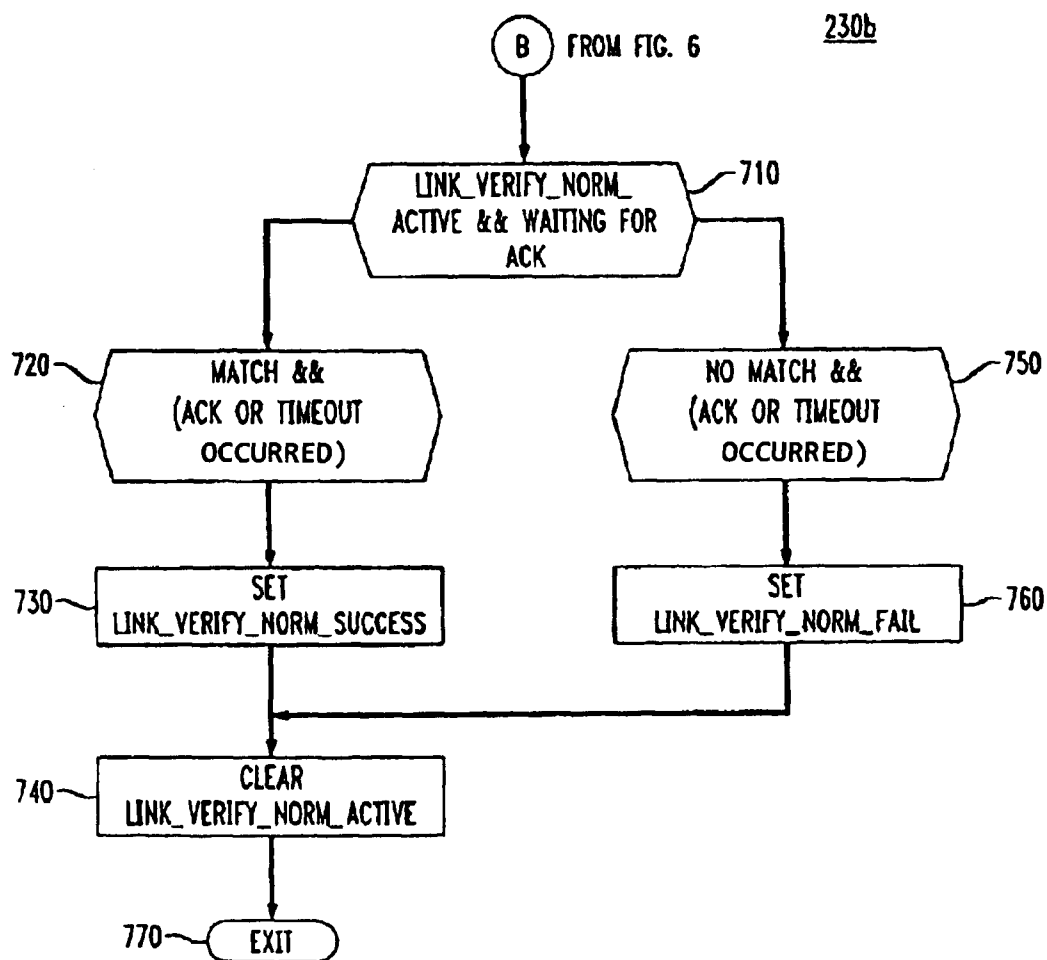 230b
B FROM FIG. 6
710
LINK_VERIFY_NORM_
ACTIVE && WAITING FOR
ACK
720
MATCH &&
(ACK OR TIMEOUT
OCCURRED)
750
NO MATCH &&
(ACK OR TIMEOUT
OCCURRED)
730
SET
LINK_VERIFY_NORM_SUCCESS
760
SET
LINK_VERIFY_NORM_FAIL
740
CLEAR
LINK_VERIFY_NORM_ACTIVE
770
EXIT